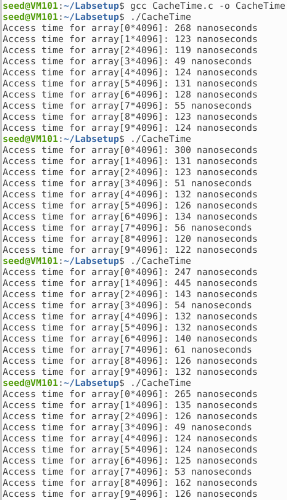 seed@VM101:~/Labsetup$ gcc CacheTime.c -o CacheTime
seed@VM101:~/Labsetup$ ./CacheTime
Access time for array[0*4096]: 268 nanoseconds
Access time for array[1*4096]: 123 nanoseconds
Access time for array[2*4096]: 119 nanoseconds
Access time for array[3*4096]: 49 nanoseconds
Access time for array[4*4096]: 124 nanoseconds
Access time for array[5*4096]: 131 nanoseconds
Access time for array[6*4096]: 128 nanoseconds
Access time for array[7*4096]: 55 nanoseconds
Access time for array[8*4096]: 123 nanoseconds
Access time for array[9*4096]: 124 nanoseconds
seed@VM101:~/Labsetup$ ./CacheTime
Access time for array[0*4096]: 300 nanoseconds
Access time for array[1*4096]: 131 nanoseconds
Access time for array[2*4096]: 123 nanoseconds
Access time for array[3*4096]: 51 nanoseconds
Access time for array[4*4096]: 132 nanoseconds
Access time for array[5*4096]: 126 nanoseconds
Access time for array[6*4096]: 134 nanoseconds
Access time for array[7*4096]: 56 nanoseconds
Access time for array[8*4096]: 120 nanoseconds
Access time for array[9*4096]: 122 nanoseconds
seed@VM101:~/Labsetup$ ./CacheTime
Access time for array[0*4096]: 247 nanoseconds
Access time for array[1*4096]: 445 nanoseconds
Access time for array[2*4096]: 143 nanoseconds
Access time for array[3*4096]: 54 nanoseconds
Access time for array[4*4096]: 132 nanoseconds
Access time for array[5*4096]: 132 nanoseconds
Access time for array[6*4096]: 140 nanoseconds
Access time for array[7*4096]: 61 nanoseconds
Access time for array[8*4096]: 126 nanoseconds
Access time for array[9*4096]: 132 nanoseconds
seed@VM101:~/Labsetup$ ./CacheTime
Access time for array[0*4096]: 265 nanoseconds
Access time for array[1*4096]: 135 nanoseconds
Access time for array[2*4096]: 126 nanoseconds
Access time for array[3*4096]: 49 nanoseconds
Access time for array[4*4096]: 124 nanoseconds
Access time for array[5*4096]: 124 nanoseconds
Access time for array[6*4096]: 125 nanoseconds
Access time for array[7*4096]: 53 nanoseconds
Access time for array[8*4096]: 162 nanoseconds
Access time for array[9*4096]: 126 nanoseconds